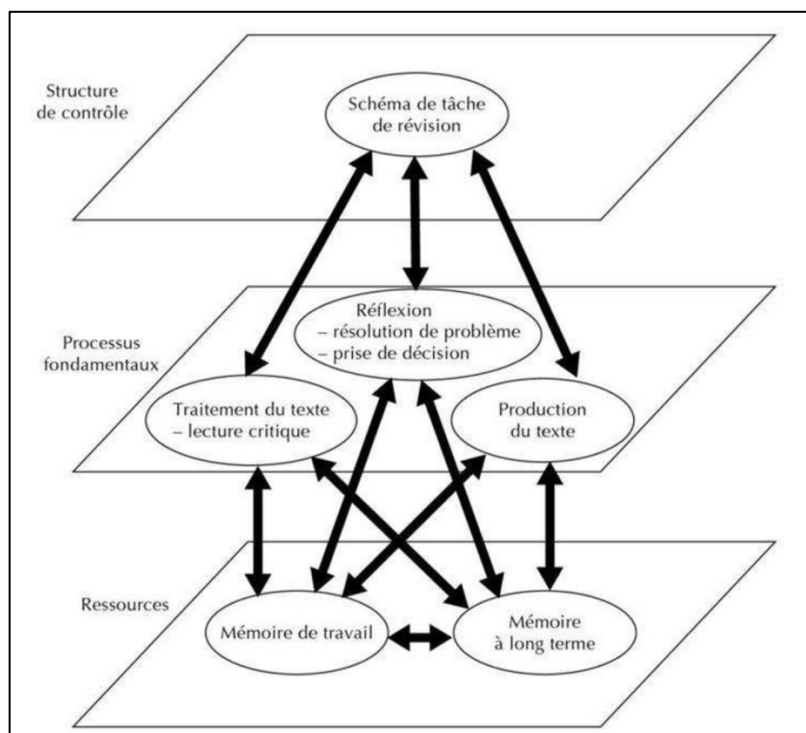 Structure
de contrôle
Schéma de tâche
de révision
Processus
fondamentaux
Réflexion
– résolution de problème
– prise de décision
Traitement du texte
– lecture critique
Production
du texte
Ressources
Mémoire de travail
Mémoire
à long terme